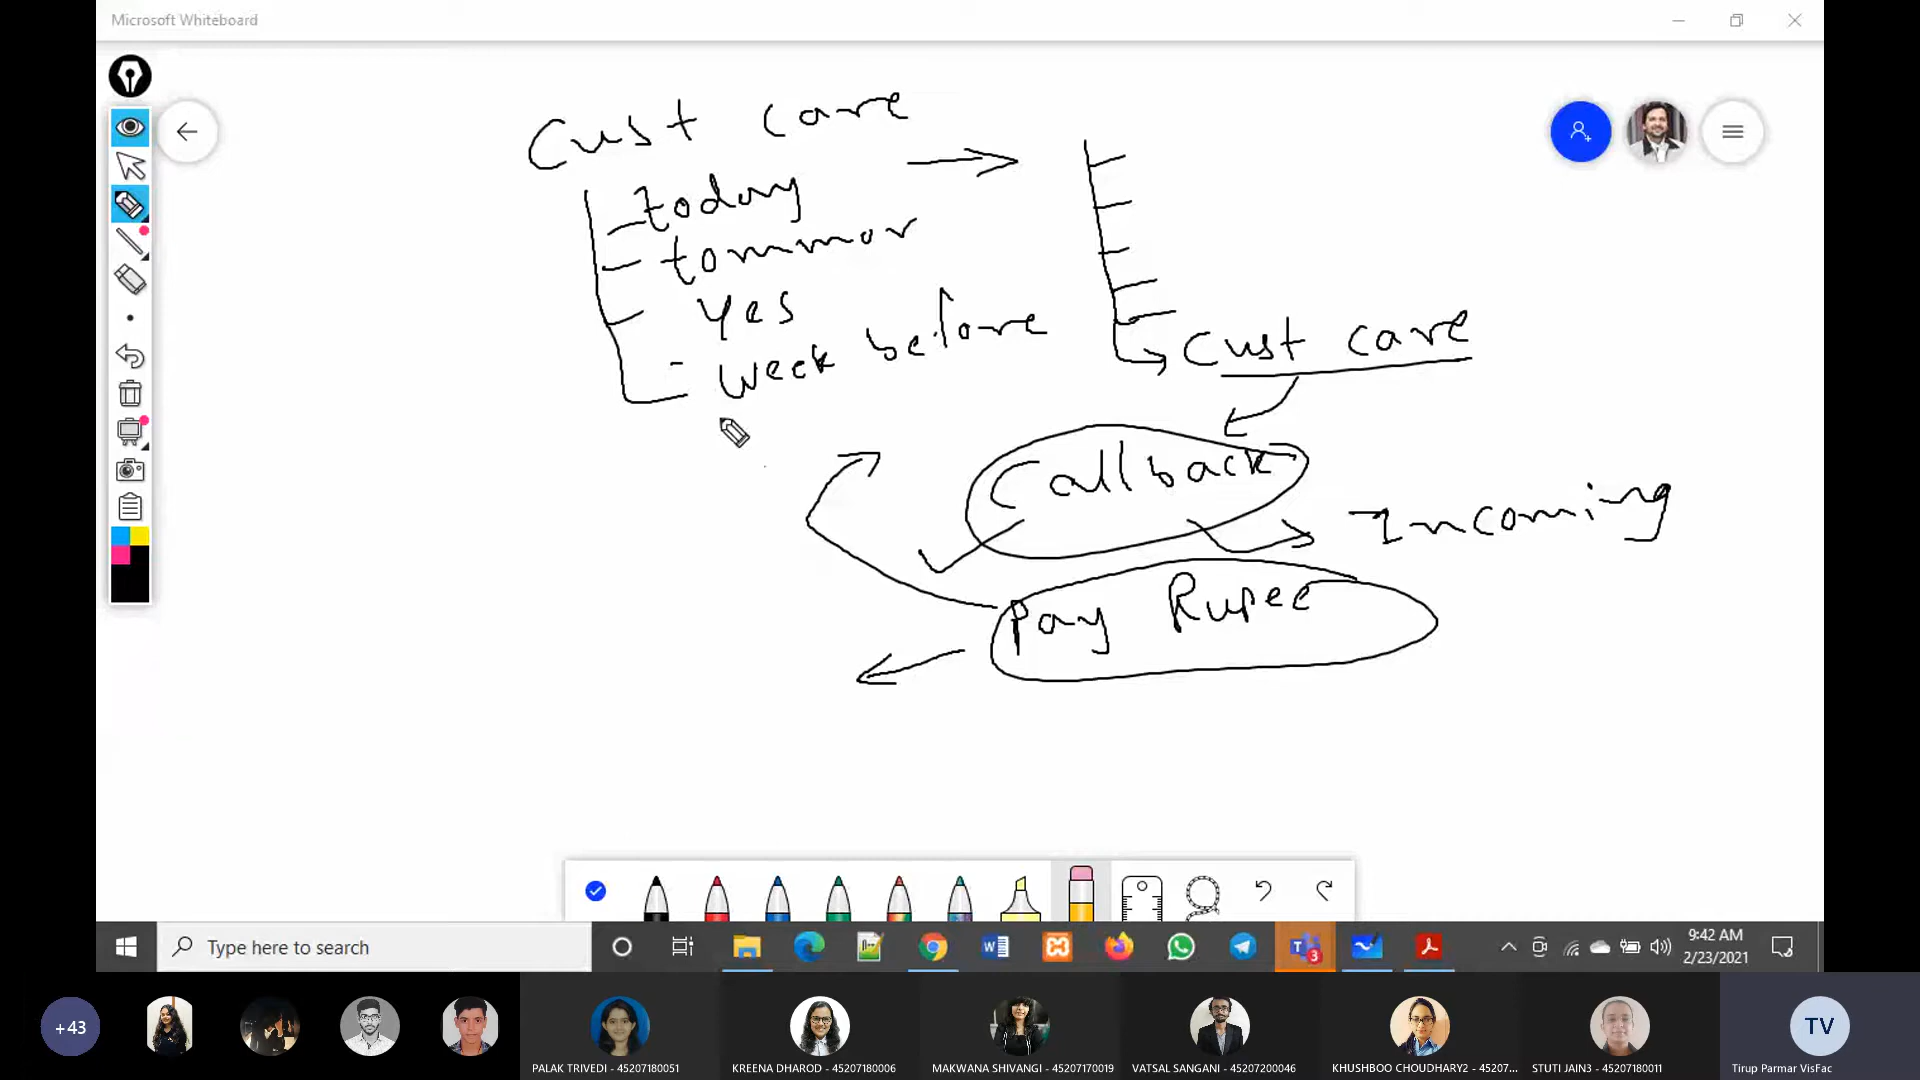 Microsoft Whiteboard
Cust care
today
tommor
Yes
- Week before
Cust care
Callback
Incoming
Pay Rupee
Type here to search
9:42 AM
2/23/2021
3
+43
PALAK TRIVEDI - 45207180051
KREENA DHAROD - 45207180006
MAKWANA SHIVANGI - 45207170019
VATSAL SANGANI - 45207200046
KHUSHBOO CHOUDHARY2 - 45207...
STUTI JAIN3 - 45207180011
TV
Tirup Parmar VisFac